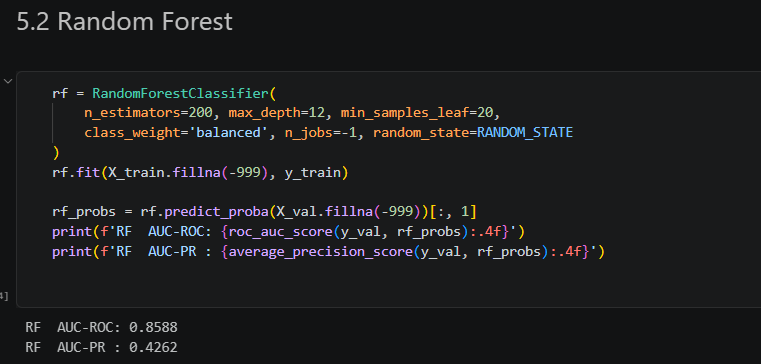 5.2 Random Forest
rf = RandomForestClassifier(
    n_estimators=200, max_depth=12, min_samples_leaf=20,
    class_weight='balanced', n_jobs=-1, random_state=RANDOM_STATE
)
rf.fit(X_train.fillna(-999), y_train)

rf_probs = rf.predict_proba(X_val.fillna(-999))[:, 1]
print(f'RF  AUC-ROC: {roc_auc_score(y_val, rf_probs):.4f}')
print(f'RF  AUC-PR : {average_precision_score(y_val, rf_probs):.4f}')
4]
RF  AUC-ROC: 0.8588
RF  AUC-PR : 0.4262